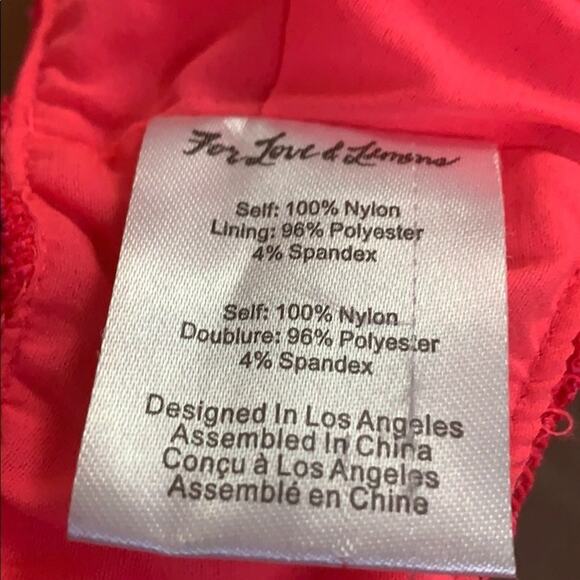 For Love & Lemons
Self: 100% Nylon
Lining: 96% Polyester
4% Spandex
Self: 100% Nylon
Doublure: 96% Polyester
4% Spandex
Designed In Los Angeles
Assembled In China
Conçu à Los Angeles
Assemblé en Chine